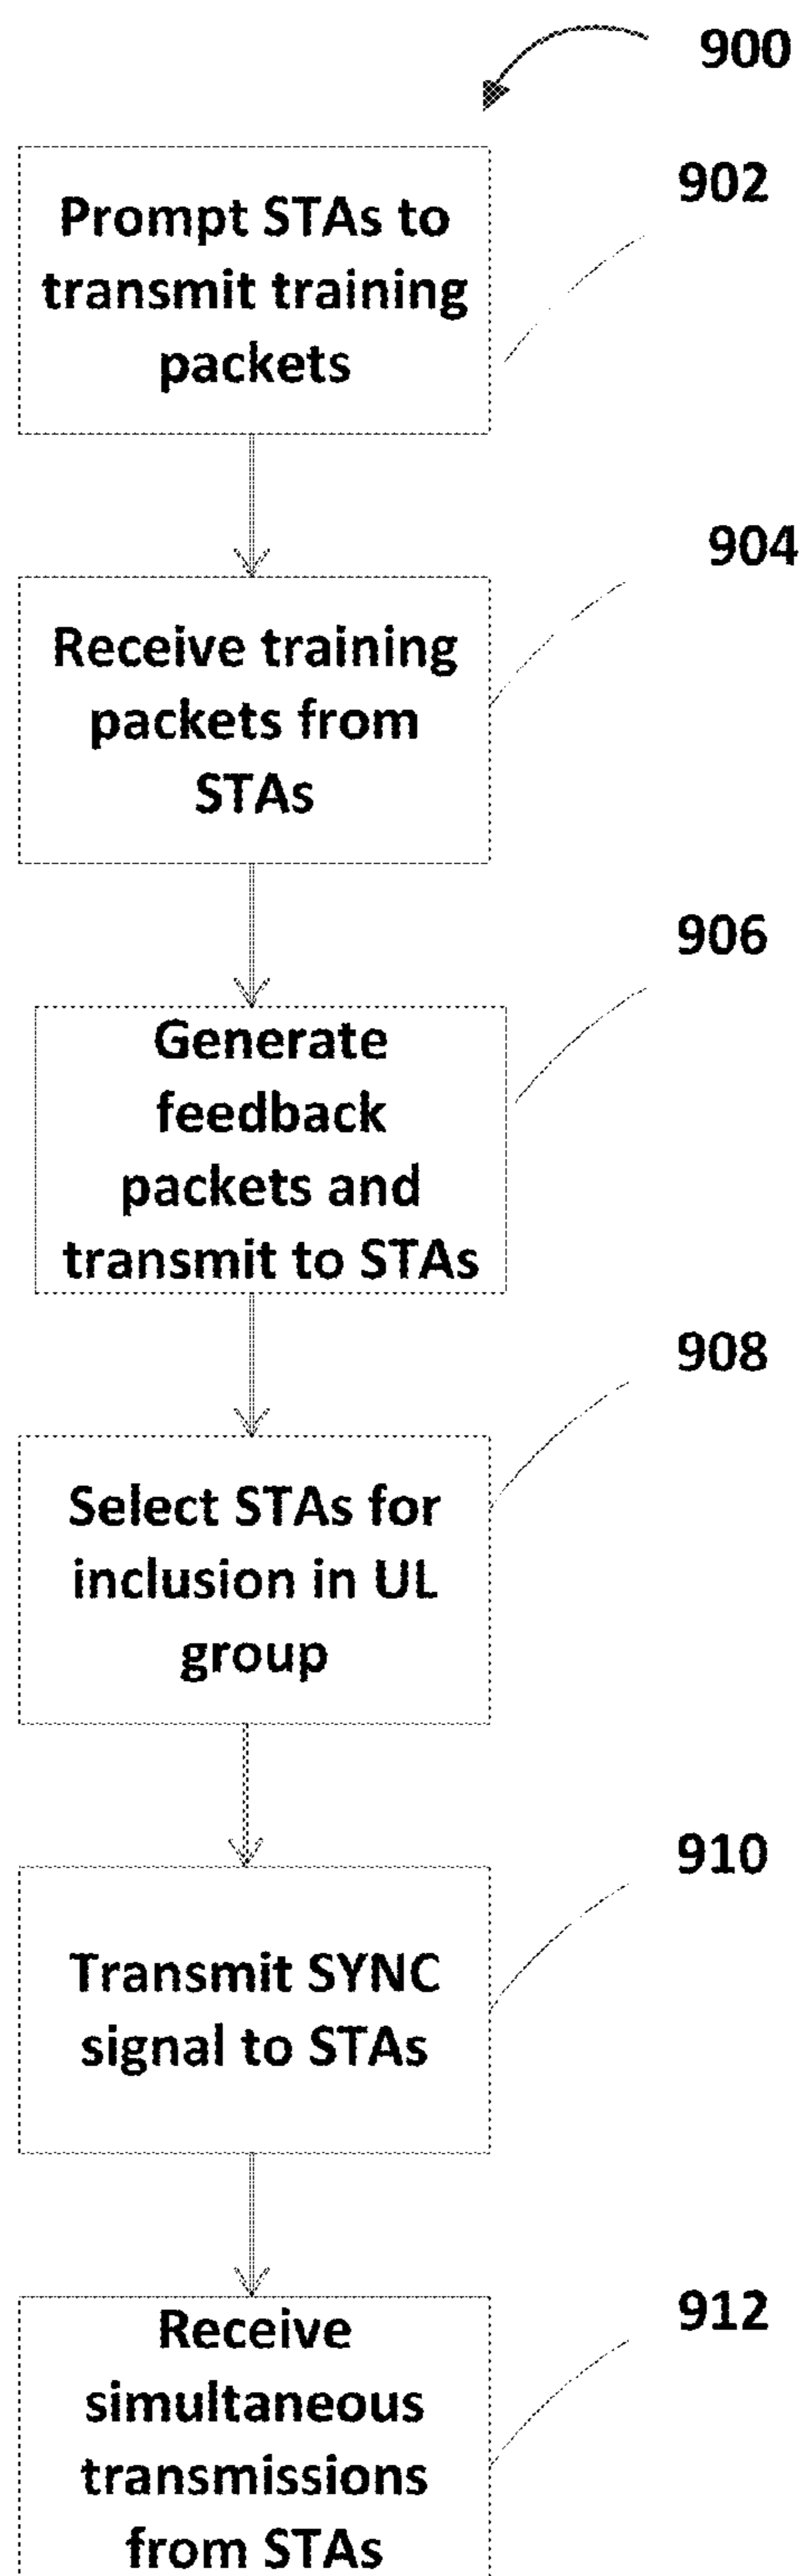 900
902
Prompt STAs to
transmit training
packets
904
Receive training
packets from
STAs
906
Generate
feedback
packets and
transmit to STAs
908
Select STAs for
inclusion in UL
group
910
Transmit SYNC
signal to STAs
912
Receive
simultaneous
transmissions
from STAs